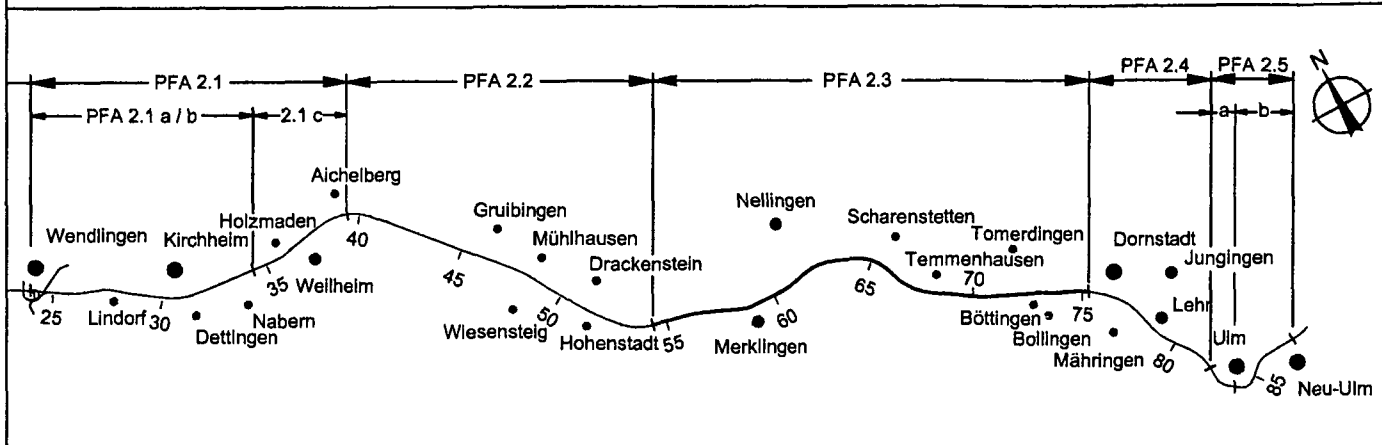 PFA 2.1
PFA 2.2
PFA 2.3
PFA 2.4
PFA 2.5
N
PFA 2.1 a / b
2.1 c
a
b
Aichelberg
Holzmaden
Wendlingen
Kirchheim
Gruibingen
Mühlhausen
Drackenstein
Nellingen
Scharenstetten
Tomerdingen
Temmenhausen
Dornstadt
Jungingen
40
35
45
50
65
70
60
75
25
30
55
80
85
Weilheim
Lindorf
Nabern
Dettlingen
Wiesensteig
Hohenstadt
Merklingen
Böttingen
Bollingen
Mähringen
Lehr
Ulm
Neu-Ulm